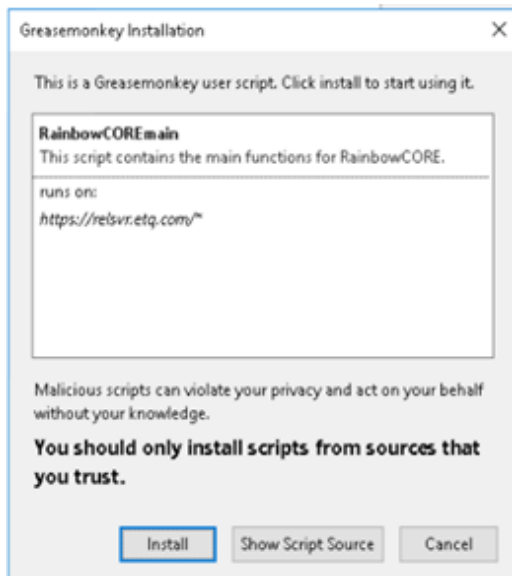 Greasemonkey Installation
This is a Greasemonkey user script. Click install to start using it.
RainbowCOREmain
This script contains the main functions for RainbowCORE.
runs on:
https://relsvr.etq.com/*
Malicious scripts can violate your privacy and act on your behalf
without your knowledge.
You should only install scripts from sources that
you trust.
Install
Show Script Source
Cancel